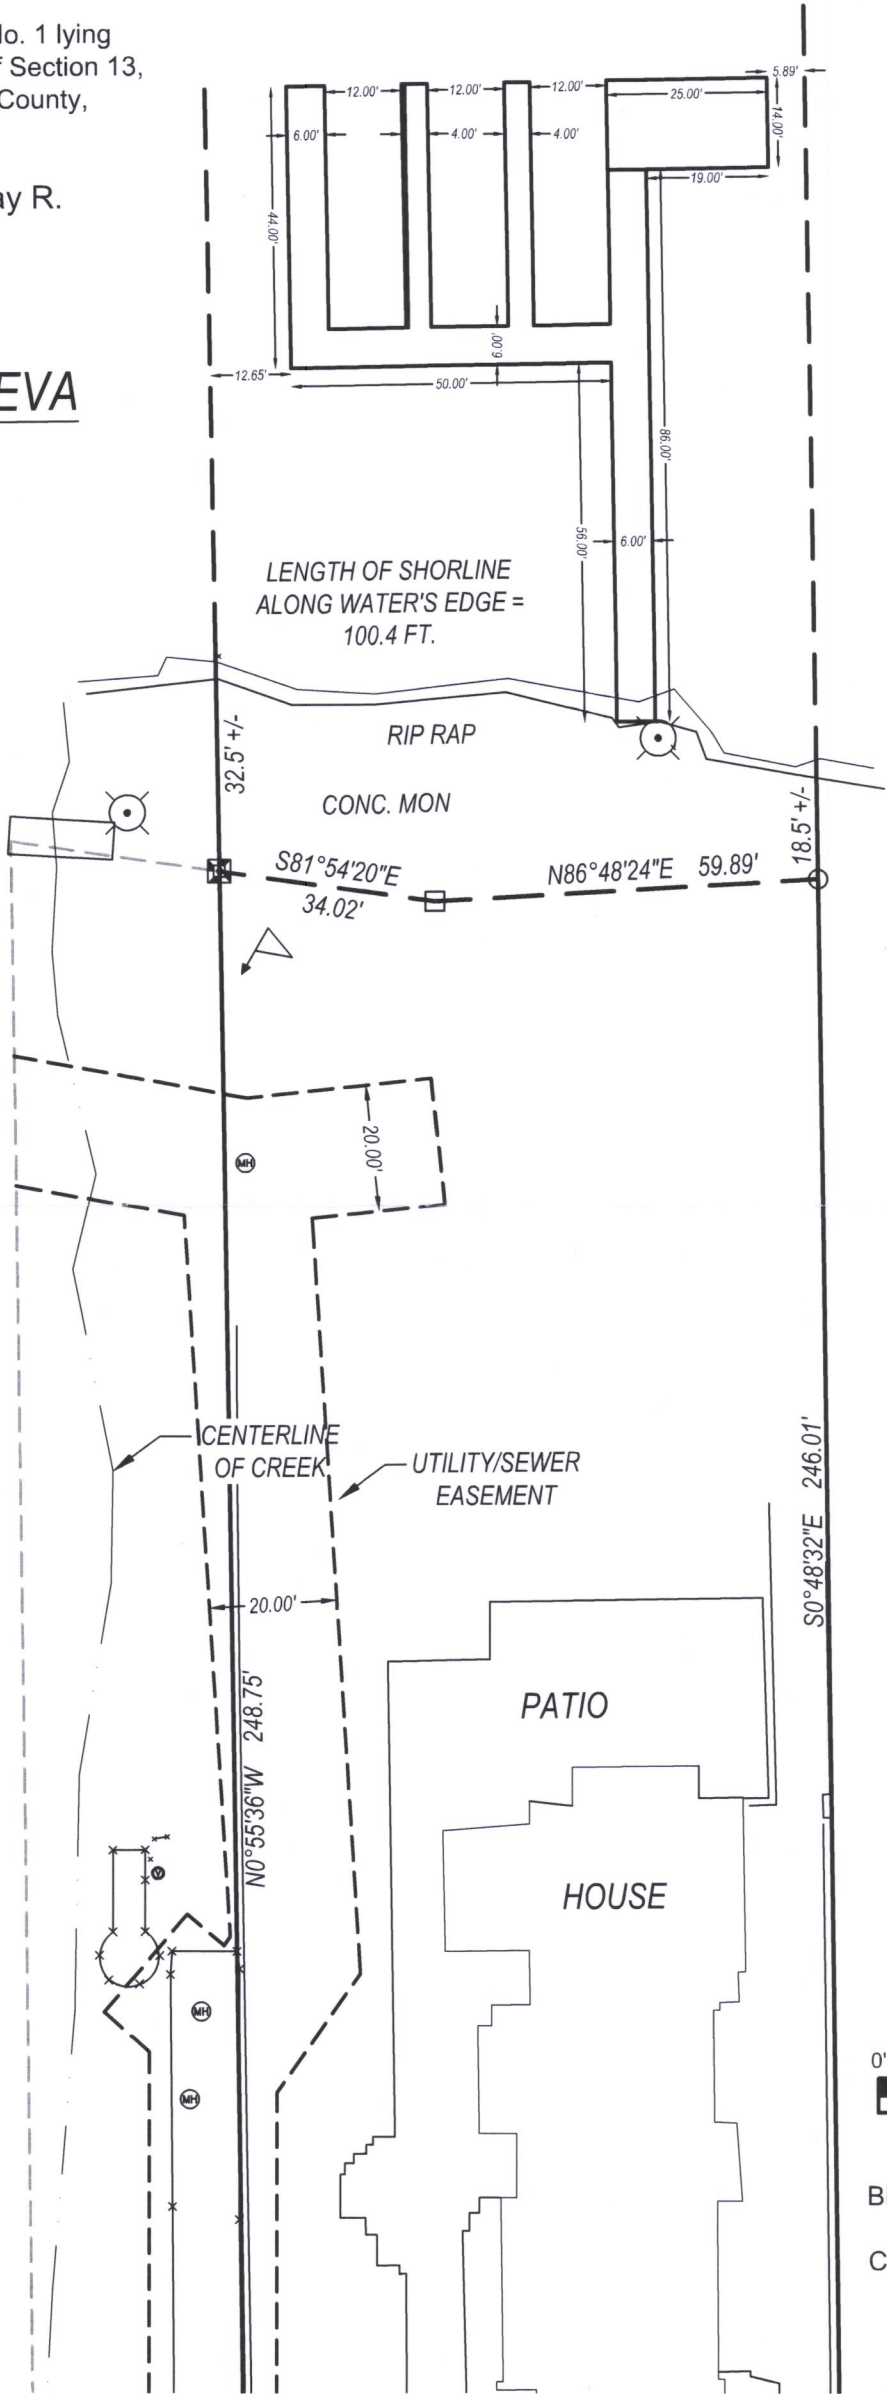 No. 1 lying
Section 13,
County,
R.
5.89'
12.00'
12.00'
12.00'
25.00'
6.00'
4.00'
4.00'
14.00'
19.00'
44.00'
6.00'
12.65'
50.00'
86.00'
56.00'
6.00'
LENGTH OF SHORLINE
ALONG WATER'S EDGE =
100.4 FT.
32.5' +/-
RIP RAP
CONC. MON
18.5' +/-
S81°54'20"E
34.02'
N86°48'24"E 59.89'
20.00'
MH
CENTERLINE
OF CREEK
UTILITY/SEWER
EASEMENT
S0°48'32"E 246.01'
20.00'
N0°55'36"W 248.75'
PATIO
V
HOUSE
MH
MH
0'
C